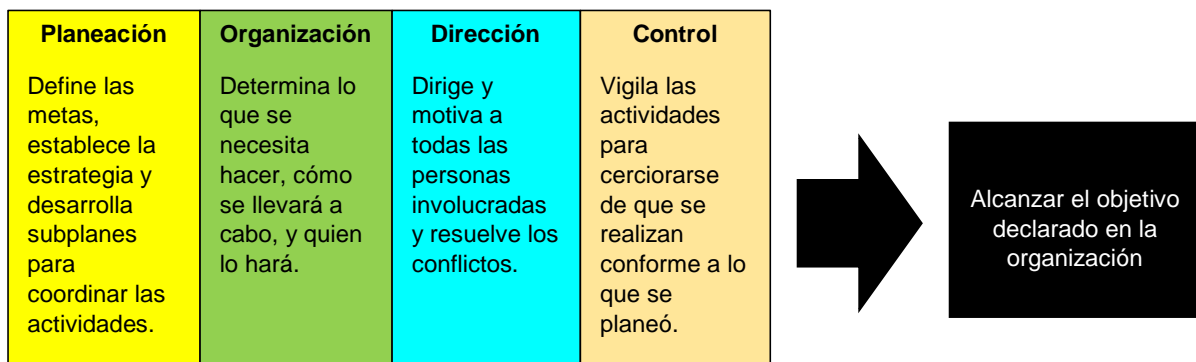 Planeación
Define las
metas,
establece la
estrategia y
desarrolla
subplanes
para
coordinar las
actividades.
Organización
Determina lo
que se
necesita
hacer, cómo
se llevará a
cabo, y quien
lo hará.
Dirección
Dirige y
motiva a
todas las
personas
involucradas
y resuelve los
conflictos.
Control
Vigila las
actividades
para
cerciorarse
de que se
realizan
conforme a lo
que se
planeó.
Alcanzar el objetivo
declarado en la
organización